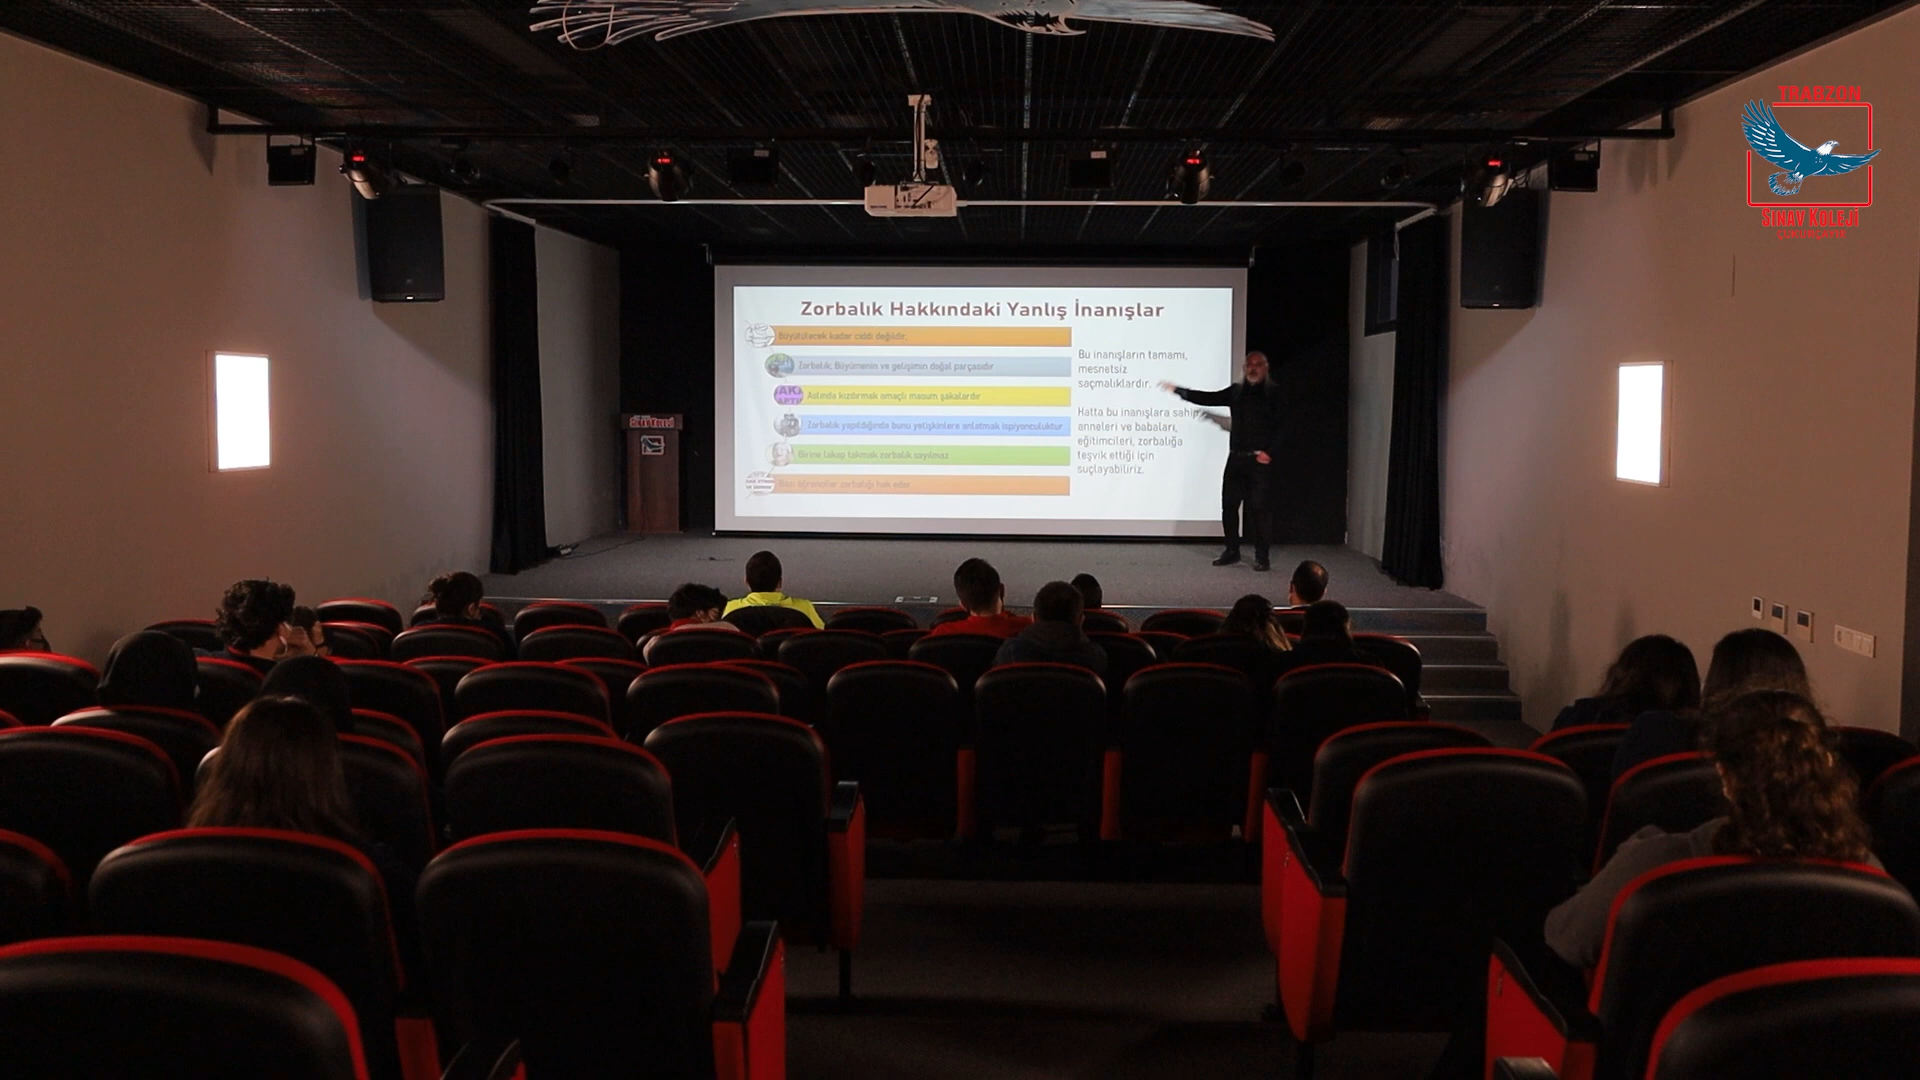 TRABZON
SINAV KOLEJİ
Zorbalık Hakkındaki Yanlış İnanışlar
Büyütülecek kadar ciddi değildir.
Zorbalık; Büyümenin ve gelişimin doğal parçasıdır
Aslında kızdırmak amaçlı masum şakalardır
Zorbalık yapıldığında bunu yetişkinlere anlatmak ispiyonculuktur
Birine lakap takmak zorbalık sayılmaz
Bazı öğrenciler zorbalığı hak eder
Bu inanışların tamamı,
mesnetsiz
saçmalıklardır.
Hatta bu inanışlara sahip
anneleri ve babaları,
eğitimcileri, zorbalığa
teşvik ettiği için
suçlayabiliriz.
SINAV KOLEJİ